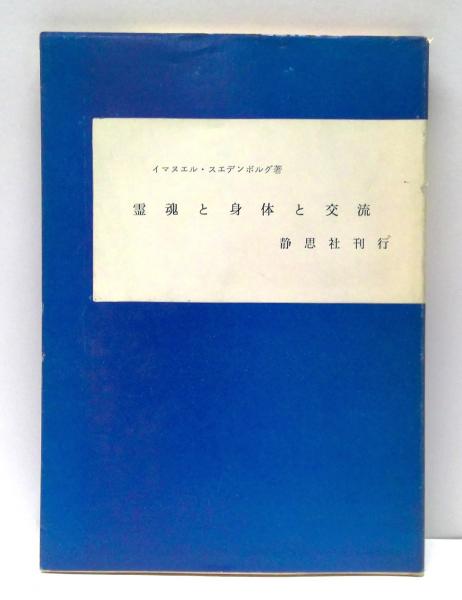 イマヌエル・スエデンボルグ著
霊魂と身体と交流
静思社刊行